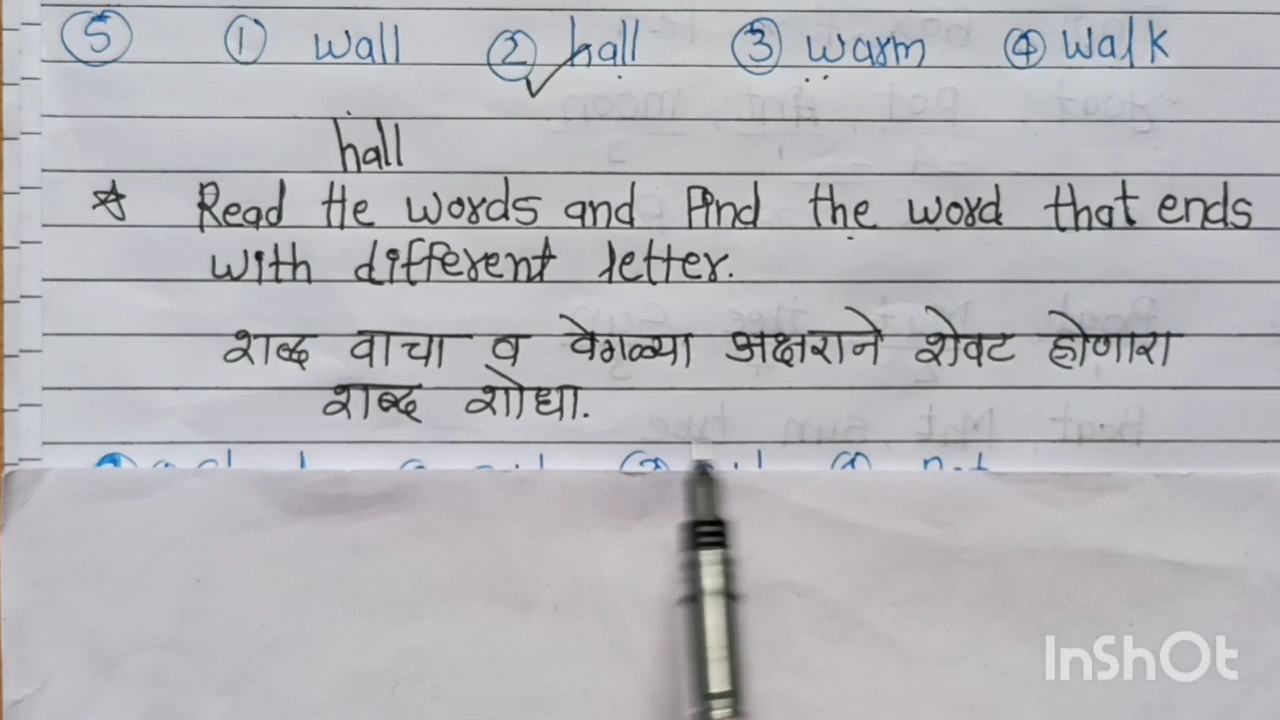 5 1 wall 2 hall 3 warm 4 walk
hall
☆ Read the words and find the word that ends
with different letter.
शब्द वाचा व वेगळ्या अक्षराने शेवट होणारा
शब्द शोधा.
InShOt